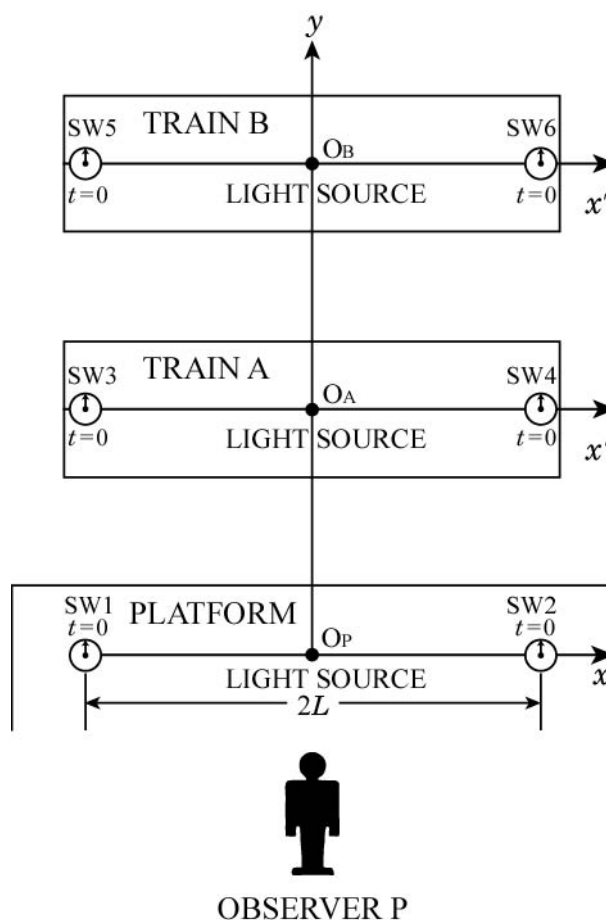 y
TRAIN B
SW5
SW6
OB
t=0
t=0
LIGHT SOURCE
x"
TRAIN A
SW3
SW4
OA
t=0
t=0
LIGHT SOURCE
x'
SW1
PLATFORM
SW2
t=0
t=0
OP
x
LIGHT SOURCE
2L
OBSERVER P